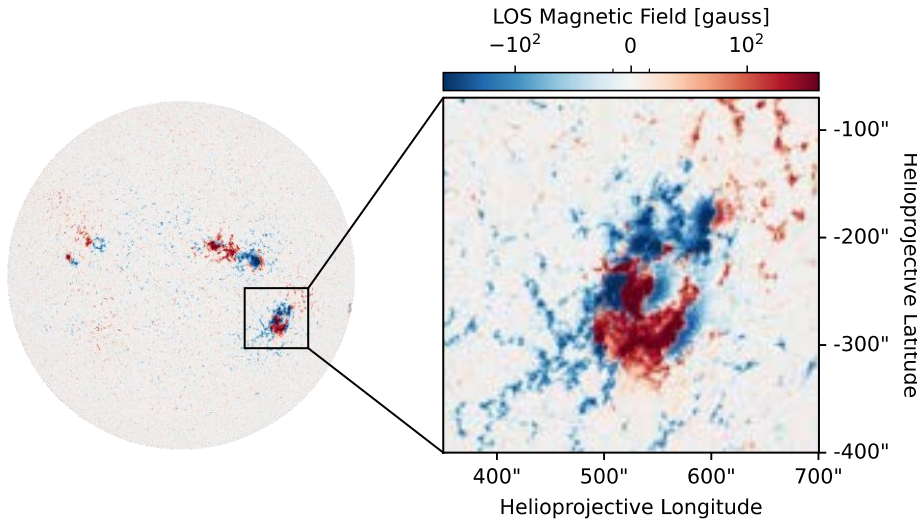 LOS Magnetic Field [gauss]
−10² 0 10²
-100"
-200"
-300"
-400"
Helioprojective Latitude
400" 500" 600" 700"
Helioprojective Longitude